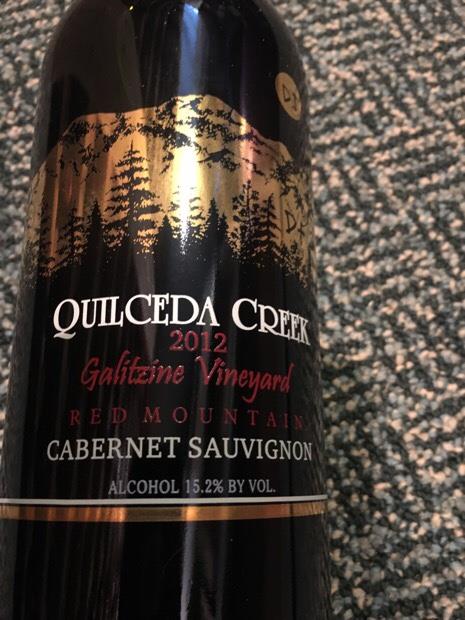 QUILCEDA CREEK
2012
Galitzine Vineyard
RED MOUNTAIN
CABERNET SAUVIGNON
ALCOHOL 15.2% BY VOL.